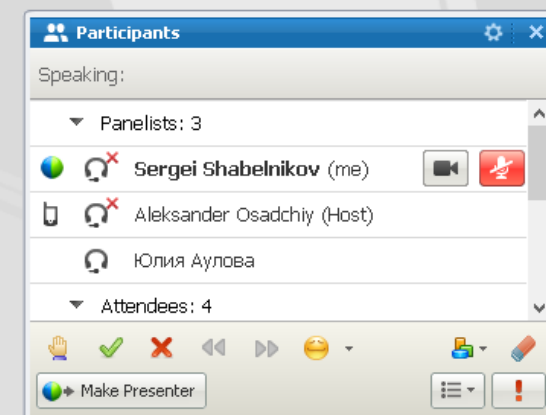 Participants
Speaking:
Panelists: 3
Sergei Shabelnikov (me)
Aleksander Osadchiy (Host)
Юлия Аулова
Attendees: 4
Make Presenter